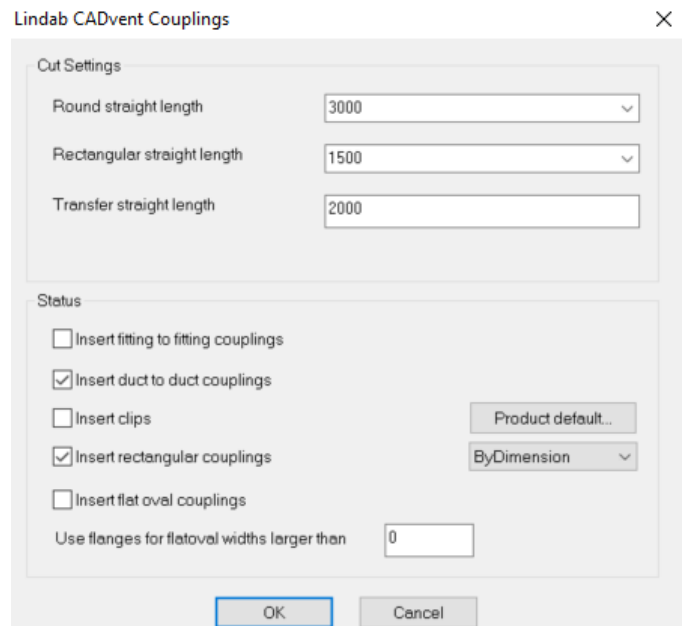 Lindab CADvent Couplings
Cut Settings
Round straight length 3000
Rectangular straight length 1500
Transfer straight length 2000
Status
Insert fitting to fitting couplings
Insert duct to duct couplings
Insert clips Product default...
Insert rectangular couplings ByDimension
Insert flat oval couplings
Use flanges for flatoval widths larger than 0
OK Cancel